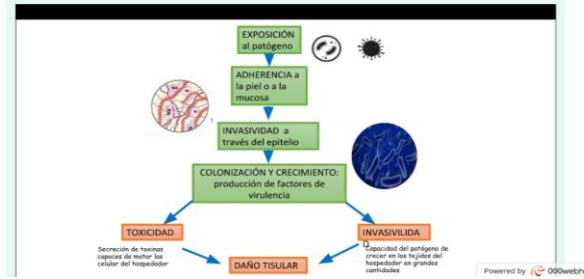 EXPOSICIÓN
al patógeno
ADHERENCIA a
la piel o a la
mucosa
INVASIVIDAD a
través del epitelio
COLONIZACIÓN Y CRECIMIENTO:
producción de factores de
virulencia
TOXICIDAD
INVASIVILIDA
Secreción de toxinas
capaces de matar las
celular del hospedador
Capacidad del patógeno de
crecer en los tejidos del
hospedador en grandes
cantidades
DAÑO TISULAR
Powered by 000webh